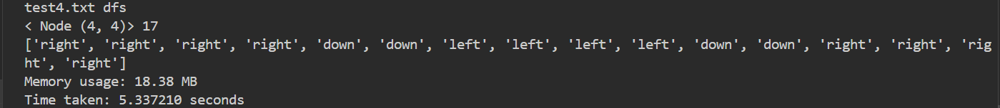 test4.txt dfs
< Node (4, 4)> 17
['right', 'right', 'right', 'right', 'down', 'down', 'left', 'left', 'left', 'left', 'down', 'down', 'right', 'right', 'rig
ht', 'right']
Memory usage: 18.38 MB
Time taken: 5.337210 seconds